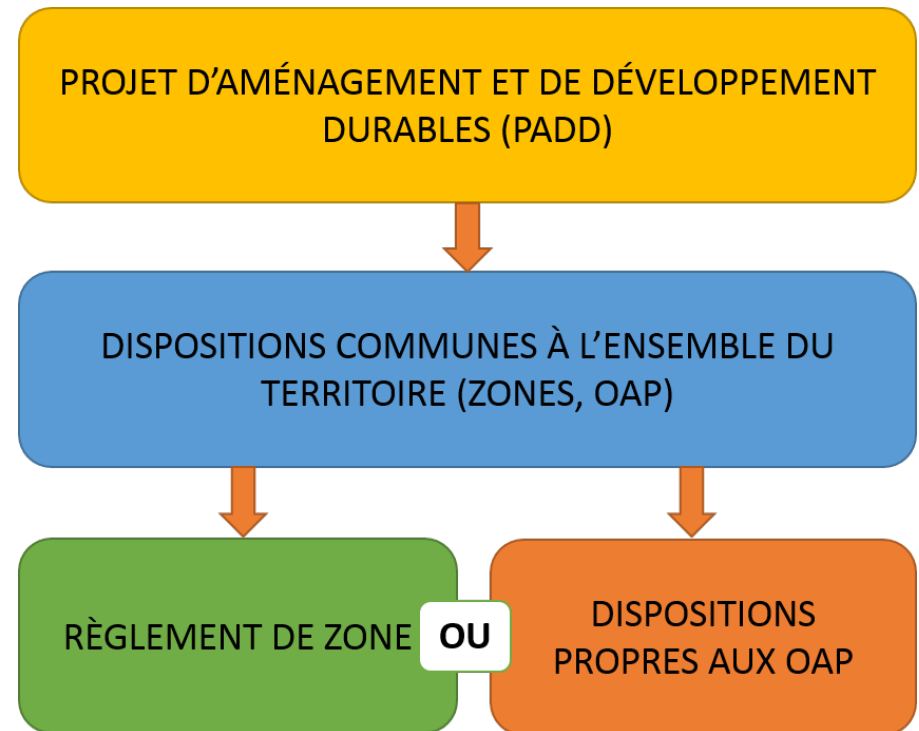 PROJET D’AMÉNAGEMENT ET DE DÉVELOPPEMENT
DURABLES (PADD)
DISPOSITIONS COMMUNES À L’ENSEMBLE DU
TERRITOIRE (ZONES, OAP)
RÈGLEMENT DE ZONE
OU
DISPOSITIONS
PROPRES AUX OAP